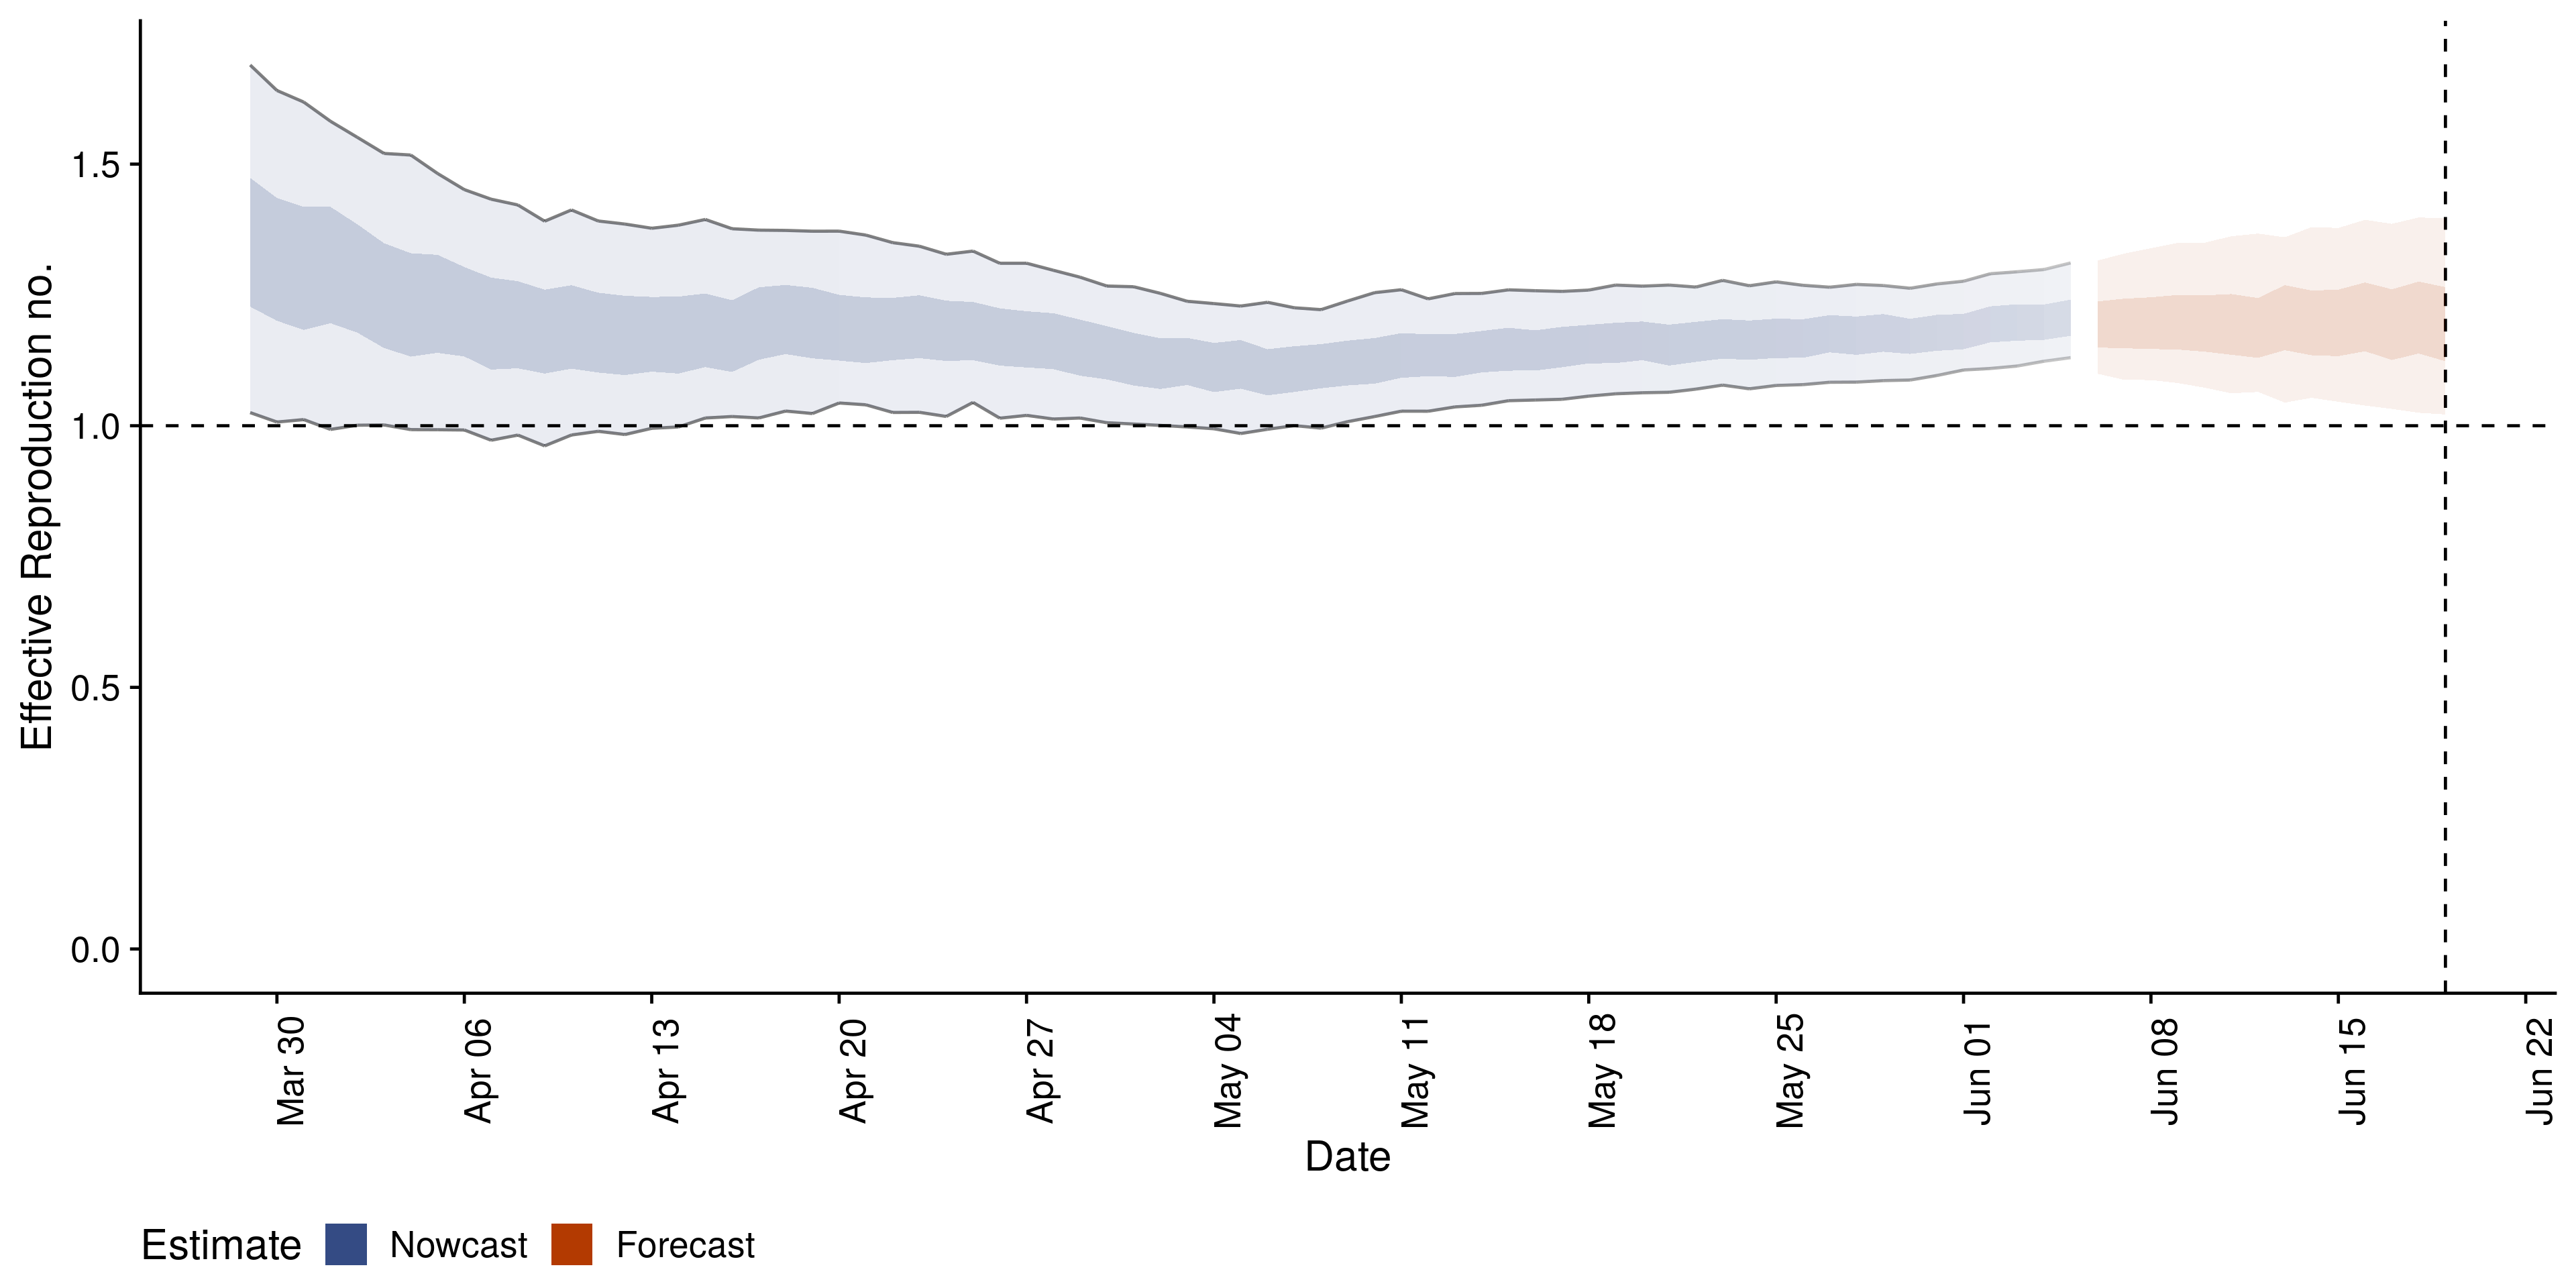 Effective Reproduction no.
1.5
1.0
0.5
0.0
Mar 30
Apr 06
Apr 13
Apr 20
Apr 27
May 04
May 11
May 18
May 25
Jun 01
Jun 08
Jun 15
Jun 22
Date
Estimate Nowcast Forecast